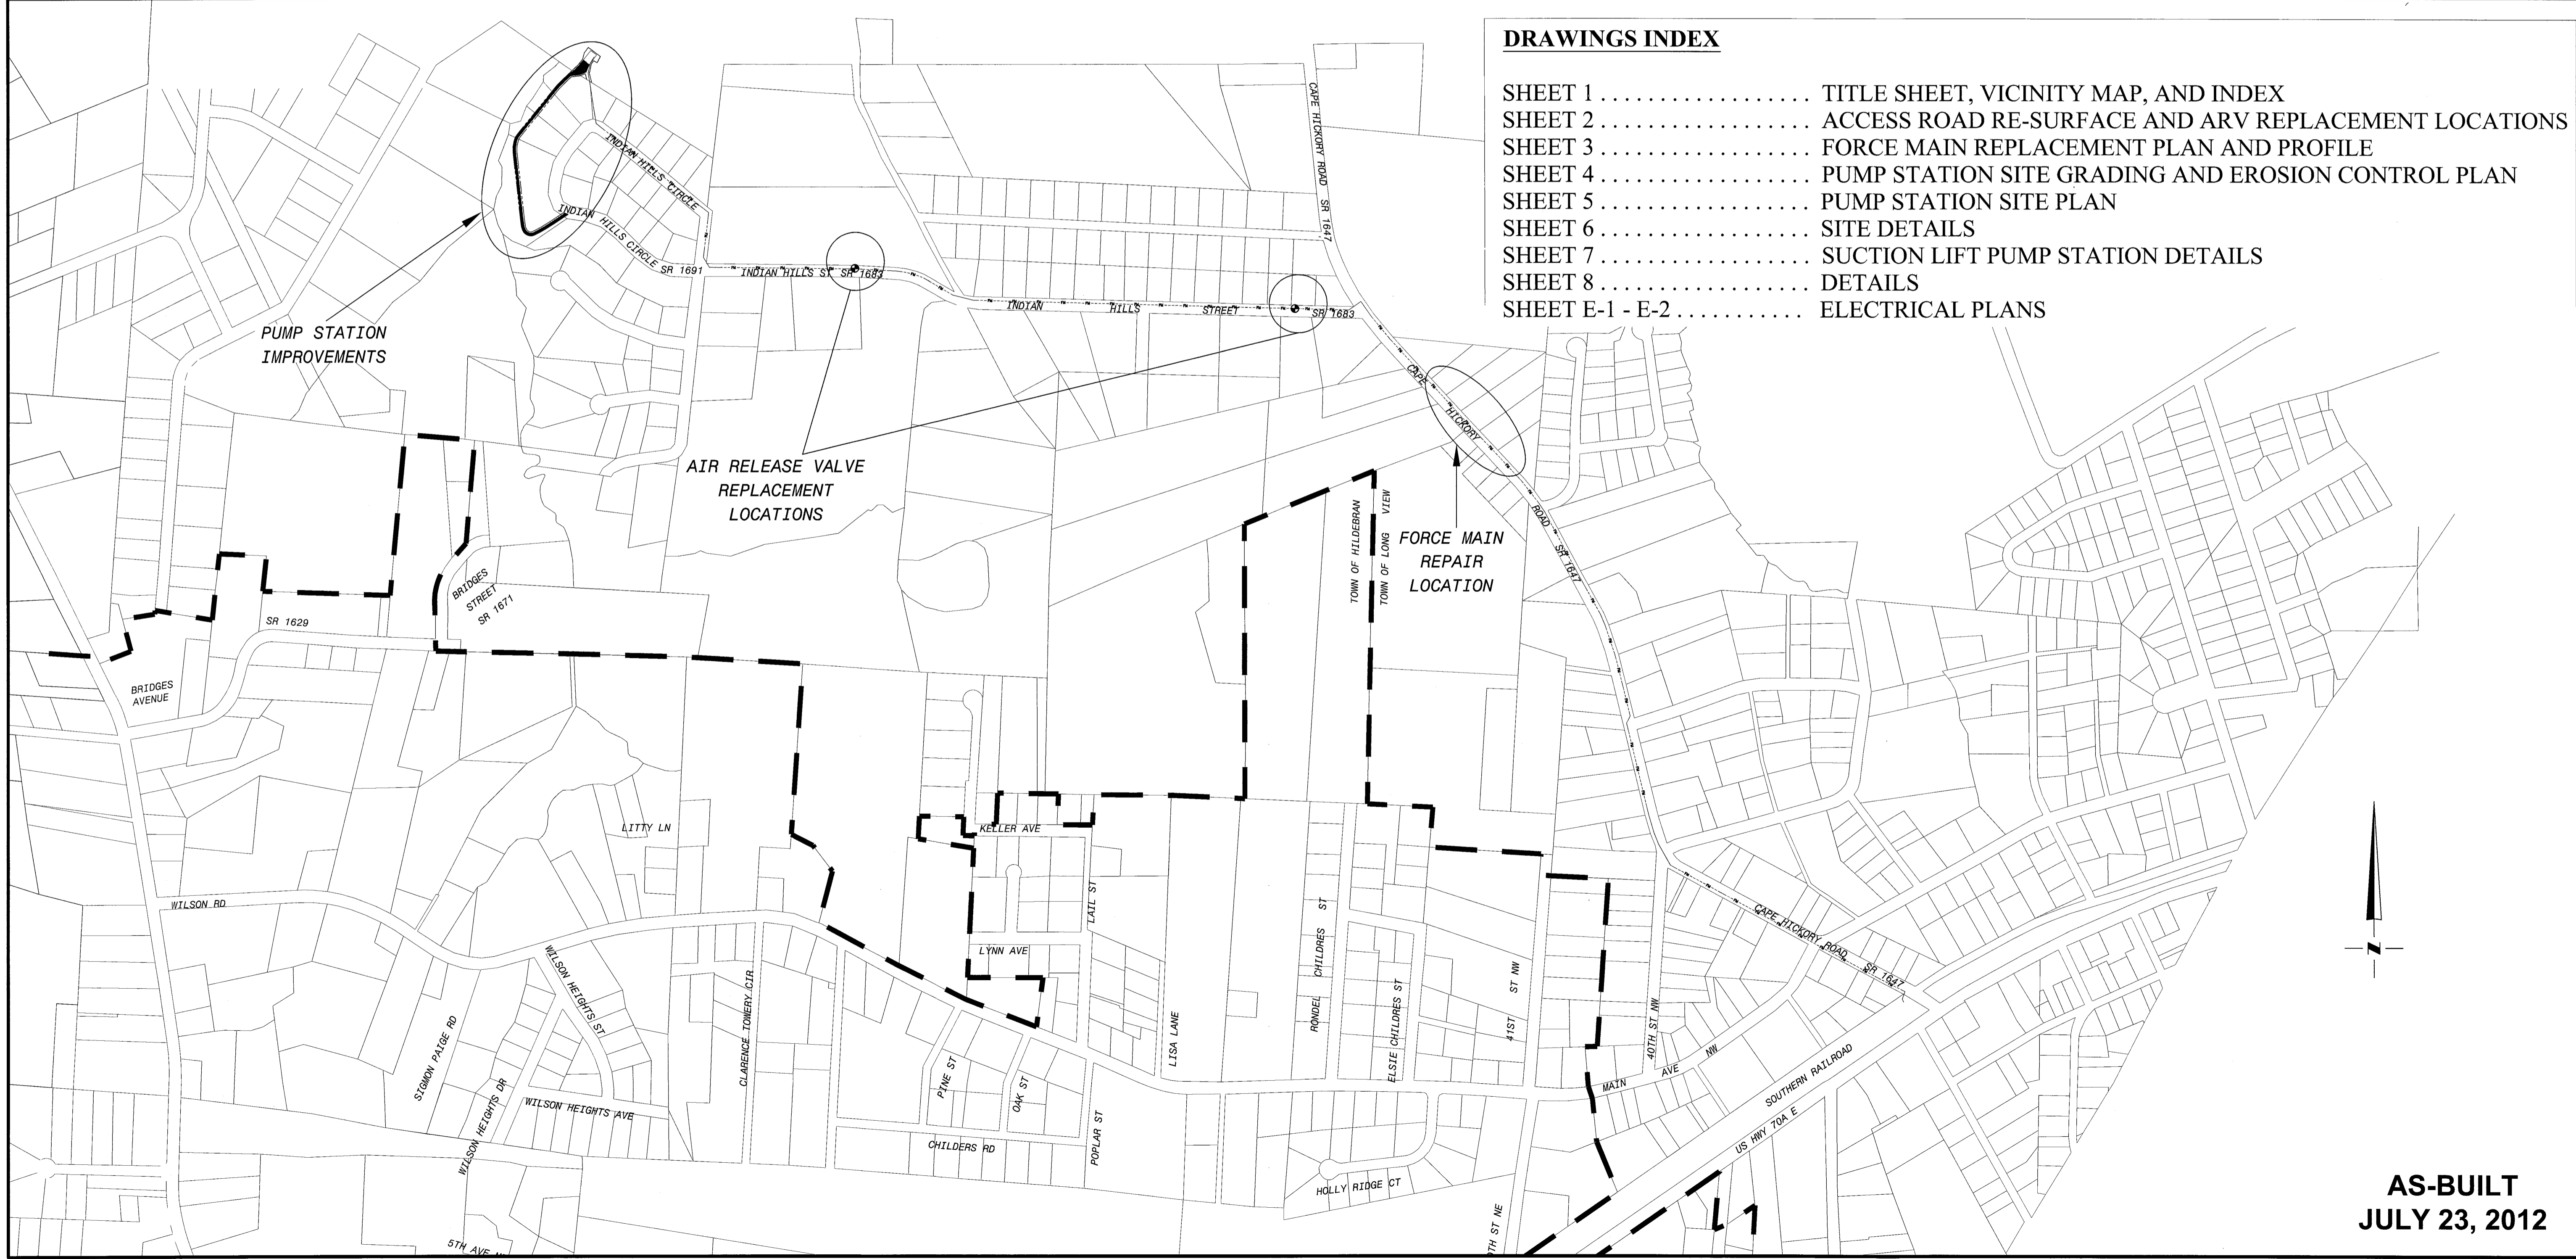 DRAWINGS INDEX
SHEET 1 . . . . . . . . . . . . . . . . . . TITLE SHEET, VICINITY MAP, AND INDEX
SHEET 2 . . . . . . . . . . . . . . . . . . ACCESS ROAD RE-SURFACE AND ARV REPLACEMENT LOCATIONS
SHEET 3 . . . . . . . . . . . . . . . . . . FORCE MAIN REPLACEMENT PLAN AND PROFILE
SHEET 4 . . . . . . . . . . . . . . . . . . PUMP STATION SITE GRADING AND EROSION CONTROL PLAN
SHEET 5 . . . . . . . . . . . . . . . . . . PUMP STATION SITE PLAN
SHEET 6 . . . . . . . . . . . . . . . . . . SITE DETAILS
SHEET 7 . . . . . . . . . . . . . . . . . . SUCTION LIFT PUMP STATION DETAILS
SHEET 8 . . . . . . . . . . . . . . . . . . DETAILS
SHEET E-1 - E-2 . . . . . . . . . . . ELECTRICAL PLANS
CAPE HICKORY ROAD SR 1647
INDIAN HILLS CIRCLE
INDIAN HILLS CIRCLE SR 1691
INDIAN HILLS ST SR 1683
INDIAN HILLS STREET SR 1683
PUMP STATION
IMPROVEMENTS
AIR RELEASE VALVE
REPLACEMENT
LOCATIONS
CAPE HICKORY ROAD SR 1647
FORCE MAIN
REPAIR
LOCATION
TOWN OF HILDEBRAN
TOWN OF LONG VIEW
BRIDGES
STREET
SR 1671
SR 1629
BRIDGES
AVENUE
LITTY LN
KELLER AVE
WILSON RD
LAIL ST
LYNN AVE
RONDEL CHILDRES ST
ELSIE CHILDRES ST
41ST ST NW
40TH ST NW
CAPE HICKORY ROAD SR 1647
WILSON HEIGHTS ST
CLARENCE TOWERY CIR
LISA LANE
SIGMON PAIGE RD
WILSON HEIGHTS DR
WILSON HEIGHTS AVE
PINE ST
OAK ST
POPLAR ST
CHILDERS RD
MAIN AVE NW
SOUTHERN RAILROAD
US HWY 70A E
HOLLY RIDGE CT
TH ST NE
5TH AVE
N
AS-BUILT
JULY 23, 2012